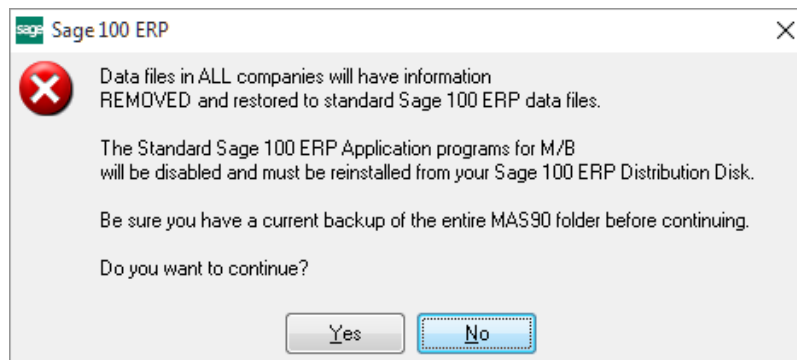 sage Sage 100 ERP
Data files in ALL companies will have information
REMOVED and restored to standard Sage 100 ERP data files.
The Standard Sage 100 ERP Application programs for M/B
will be disabled and must be reinstalled from your Sage 100 ERP Distribution Disk.
Be sure you have a current backup of the entire MAS90 folder before continuing.
Do you want to continue?
Yes No